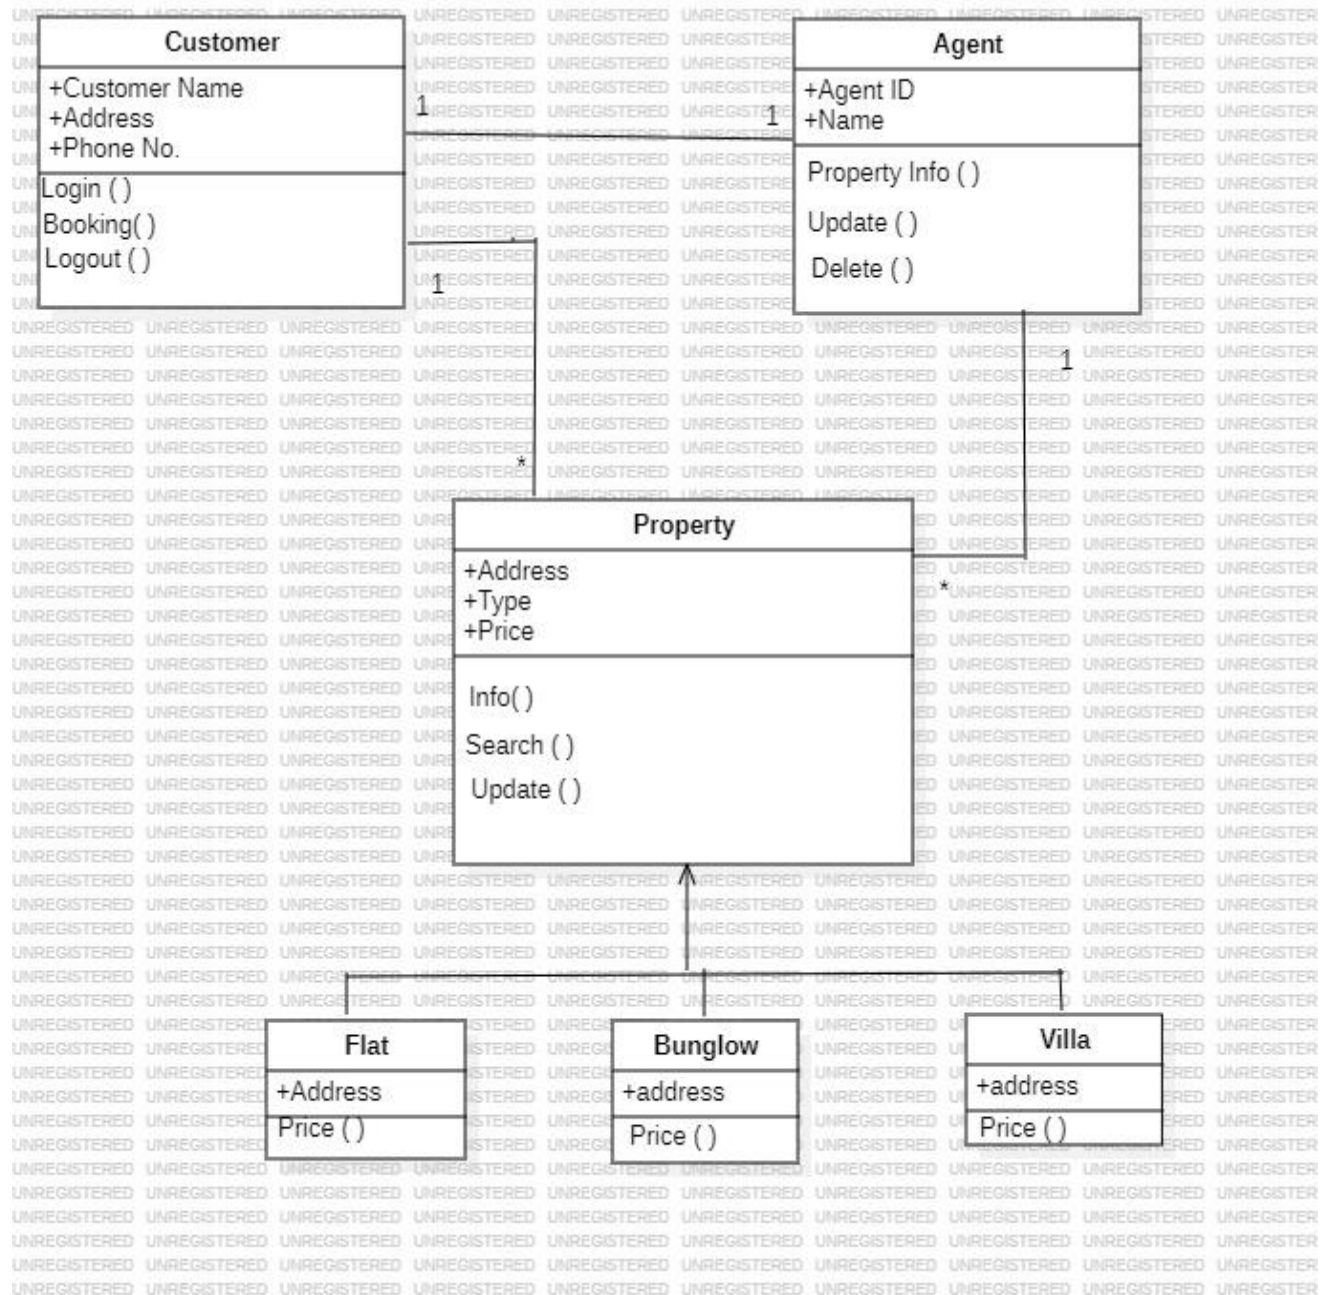 Customer
+Customer Name
+Address
+Phone No.
Login ( )
Booking( )
Logout ( )
1
1
1
*
Agent
+Agent ID
+Name
Property Info ( )
Update ( )
Delete ( )
1
*
Property
+Address
+Type
+Price
Info( )
Search ( )
Update ( )
Flat
+Address
Price ( )
Bunglow
+address
Price ( )
Villa
+address
Price ( )
UNREGISTERED